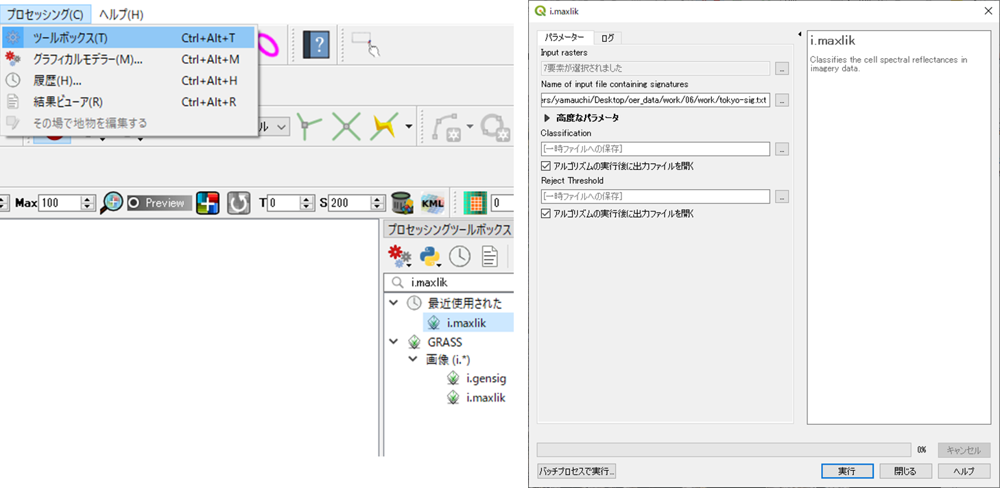 プロセッシング(C) ヘルプ(H)
ツールボックス(T) Ctrl+Alt+T
グラフィカルモデラー(M)... Ctrl+Alt+M
履歴(H)... Ctrl+Alt+H
結果ビューア(R) Ctrl+Alt+R
その場で地物を編集する
ル
Max 100 Preview T 0 S 200 KML 0
プロセッシングツールボックス
i.maxlik
最近使用された
i.maxlik
GRASS
画像 (i.*)
i.gensig
i.maxlik
i.maxlik
パラメーター ログ
Input rasters
7要素が選択されました
...
Name of input file containing signatures
ers/yamauchi/Desktop/oer_data/work/06/work/tokyo-sig.txt
...
高度なパラメータ
Classification
[一時ファイルへの保存]
...
アルゴリズムの実行後に出力ファイルを開く
Reject Threshold
[一時ファイルへの保存]
...
アルゴリズムの実行後に出力ファイルを開く
i.maxlik
Classifies the cell spectral reflectances in
imagery data.
0% キャンセル
バッチプロセスで実行... 実行 閉じる ヘルプ